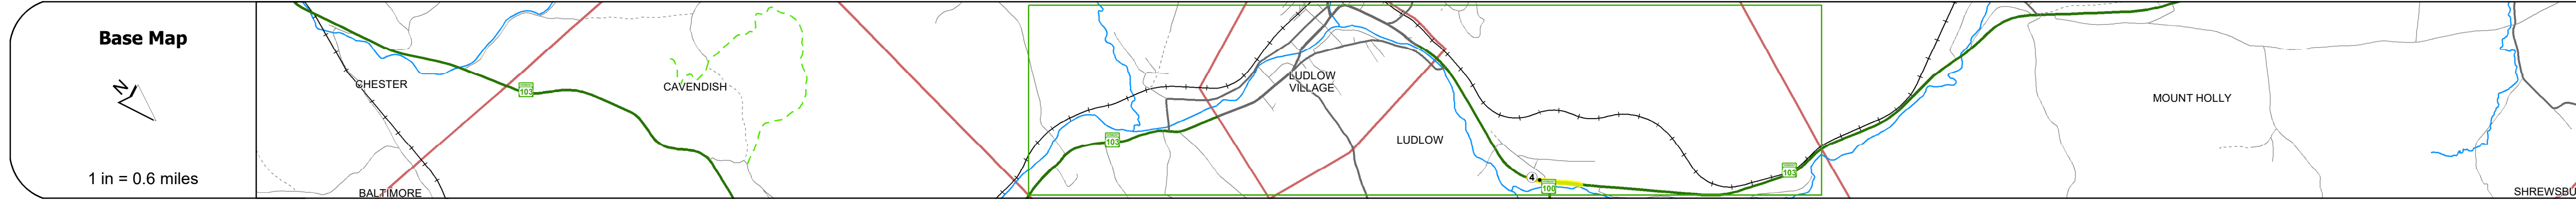 Base Map
N
1 in = 0.6 miles
CHESTER
BALTIMORE
103
CAVENDISH
103
LUDLOW
VILLAGE
LUDLOW
4
100
103
MOUNT HOLLY
SHREWSBU